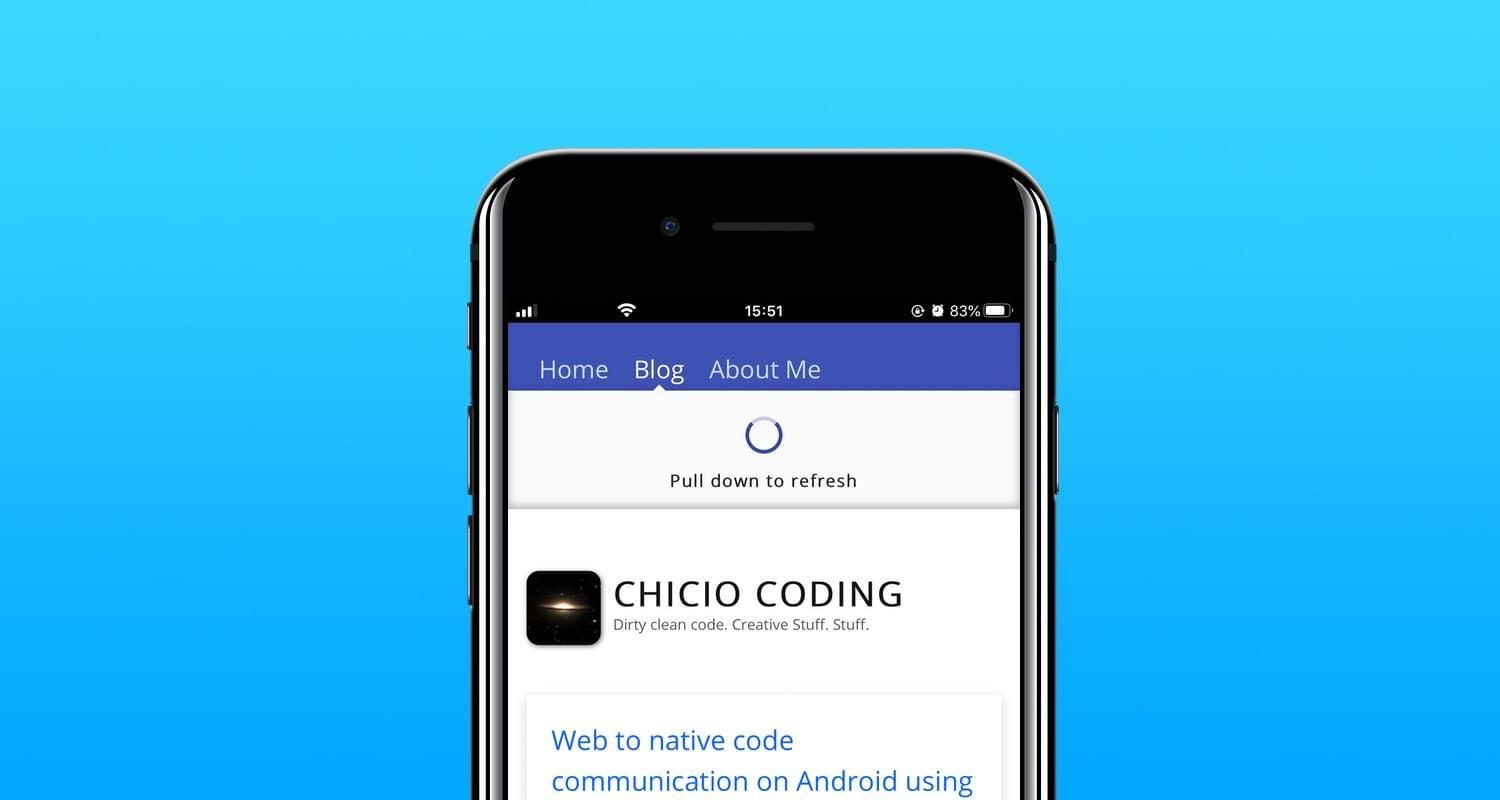 15:51 83%
Home Blog About Me
Pull down to refresh
CHICIO CODING
Dirty clean code. Creative Stuff. Stuff.
Web to native code
communication on Android using